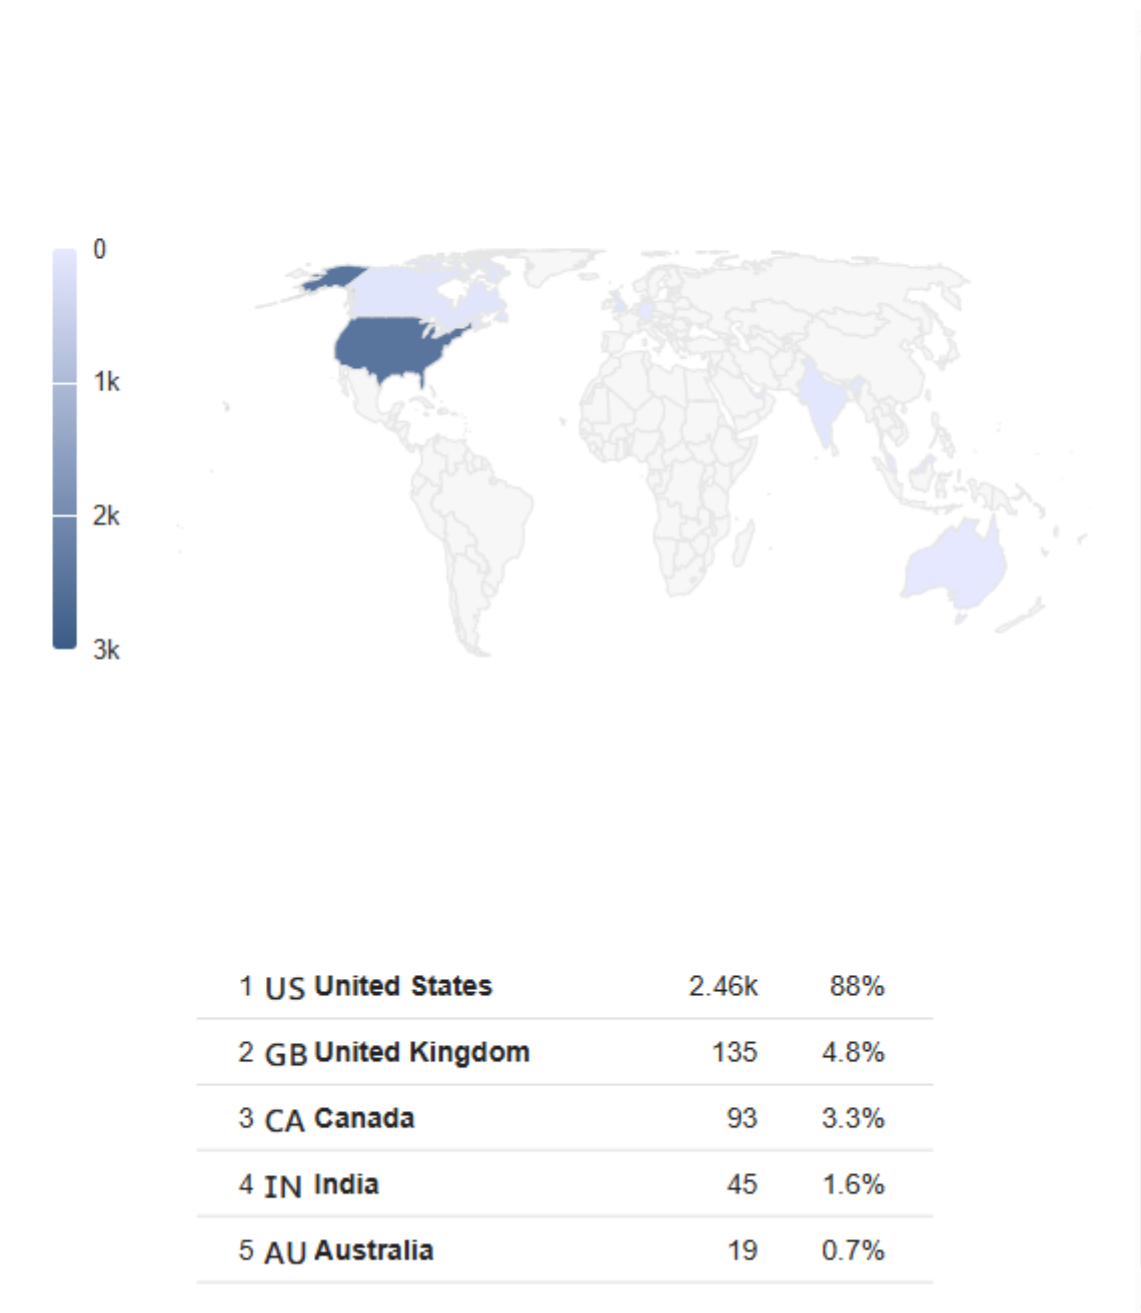 0
1k
2k
3k
1 US United States 2.46k 88%
2 GB United Kingdom 135 4.8%
3 CA Canada 93 3.3%
4 IN India 45 1.6%
5 AU Australia 19 0.7%